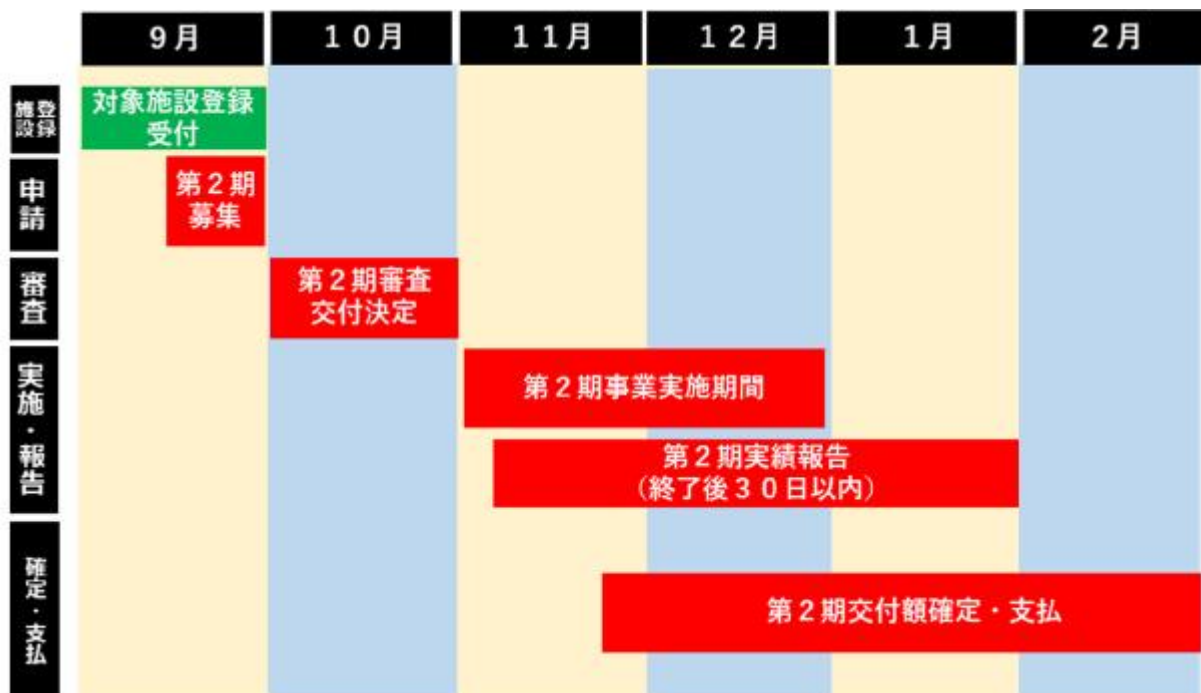 9月 10月 11月 12月 1月 2月
施設登録
対象施設登録
受付
申請
第2期
募集
審査
第2期審査
交付決定
実施・報告
第2期事業実施期間
第2期実績報告
（終了後30日以内）
確定・支払
第2期交付額確定・支払